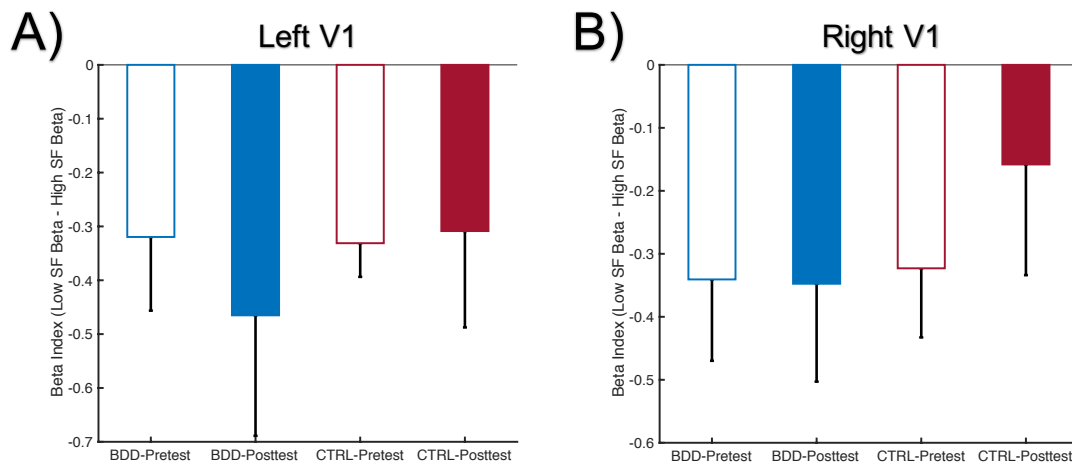 A)
Left V1
Beta Index (Low SF Beta - High SF Beta)
0
-0.1
-0.2
-0.3
-0.4
-0.5
-0.6
-0.7
BDD-Pretest
BDD-Posttest
CTRL-Pretest
CTRL-Posttest
B)
Right V1
Beta Index (Low SF Beta - High SF Beta)
0
-0.1
-0.2
-0.3
-0.4
-0.5
-0.6
BDD-Pretest
BDD-Posttest
CTRL-Pretest
CTRL-Posttest